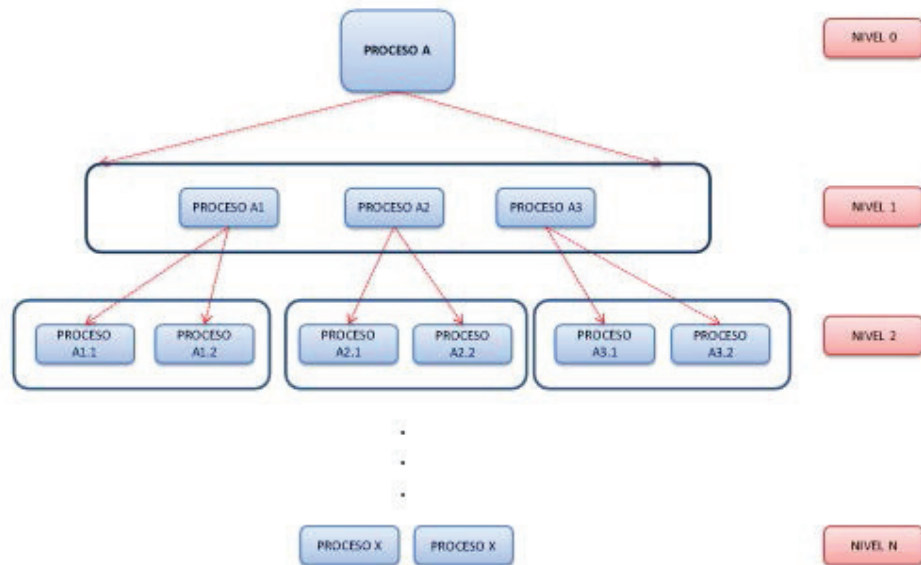 PROCESO A
NIVEL 0
PROCESO A1
PROCESO A2
PROCESO A3
NIVEL 1
PROCESO
A1.1
PROCESO
A1.2
PROCESO
A2.1
PROCESO
A2.2
PROCESO
A3.1
PROCESO
A3.2
NIVEL 2
PROCESO X
PROCESO X
NIVEL N